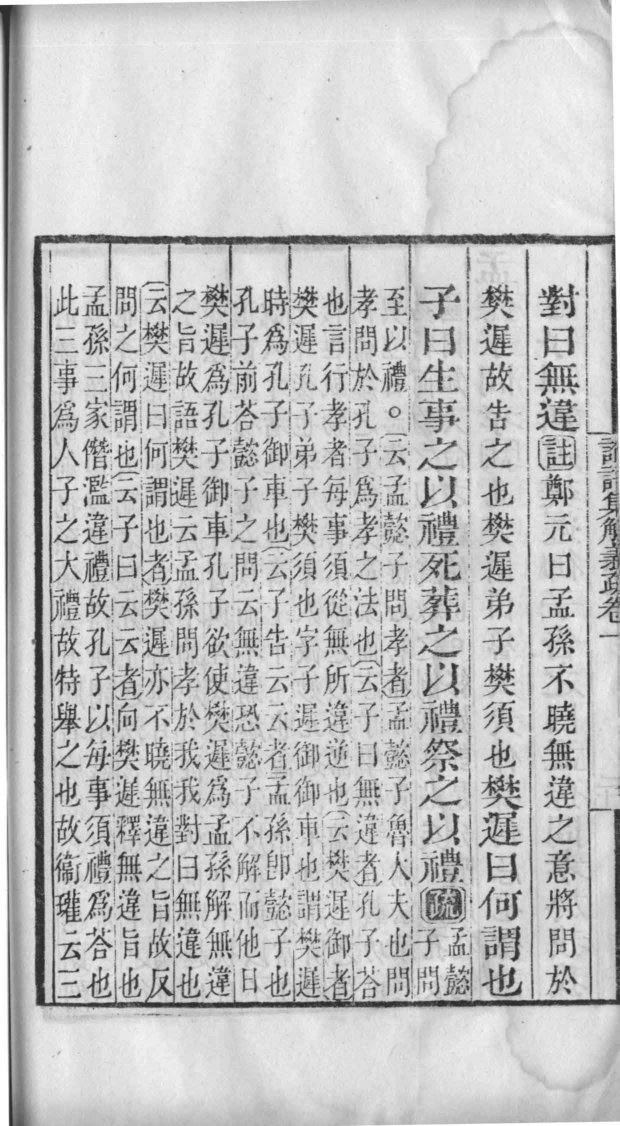 論語集解義疏卷一
對曰無違註鄭元曰孟孫不曉無違之意將問於
樊遲故告之也樊遲弟子樊須也樊遲曰何謂也
子曰生事之以禮死葬之以禮祭之以禮疏孟懿
子問
至以禮○云孟懿子問孝者孟懿子魯大夫也問
孝問於孔子爲孝之法也云子曰無違者孔子荅
也言行孝者每事須從無所違逆也云樊遲御者
樊遲孔子弟子樊須也字子遲御御車也謂樊遲
時爲孔子御車也云子告云云者孟孫卽懿子也
孔子前荅懿子之問云無違恐懿子不解而他日
樊遲爲孔子御車孔子欲使樊遲爲孟孫解無違
之旨故語樊遲云孟孫問孝於我我對曰無違也
云樊遲曰何謂也者樊遲亦不曉無違之旨故反
問之何謂也云子曰云云者向樊遲釋無違旨也
孟孫三家僭濫違禮故孔子以每事須禮爲荅也
此三事爲人子之大禮故特舉之也故衞瓘云三